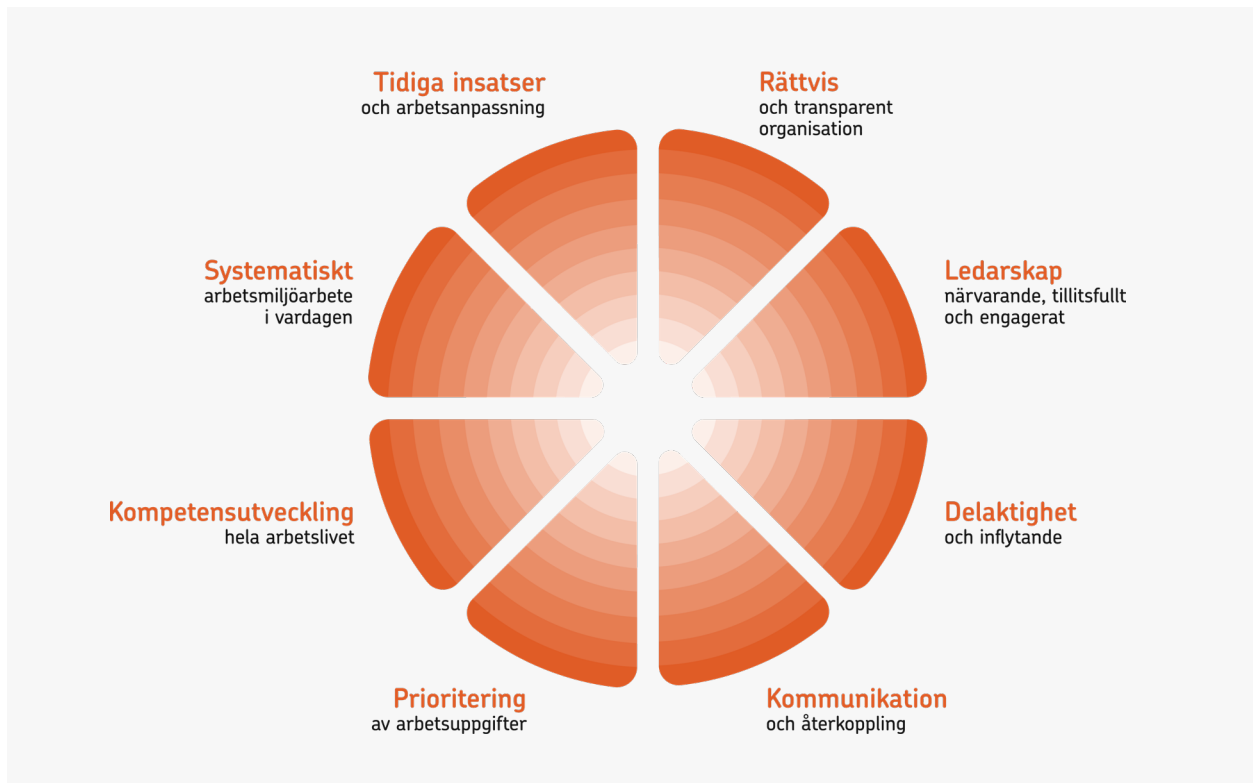 Tidiga insatser
och arbetsanpassning
Rättvis
och transparent
organisation
Systematiskt
arbetsmiljöarbete
i vardagen
Ledarskap
närvarande, tillitsfullt
och engagerat
Kompetensutveckling
hela arbetslivet
Delaktighet
och inflytande
Prioritering
av arbetsuppgifter
Kommunikation
och återkoppling